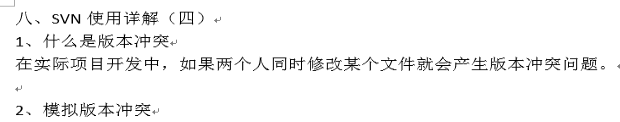 八、SVN 使用详解（四）
1、什么是版本冲突
在实际项目开发中，如果两个人同时修改某个文件就会产生版本冲突问题。
2、模拟版本冲突